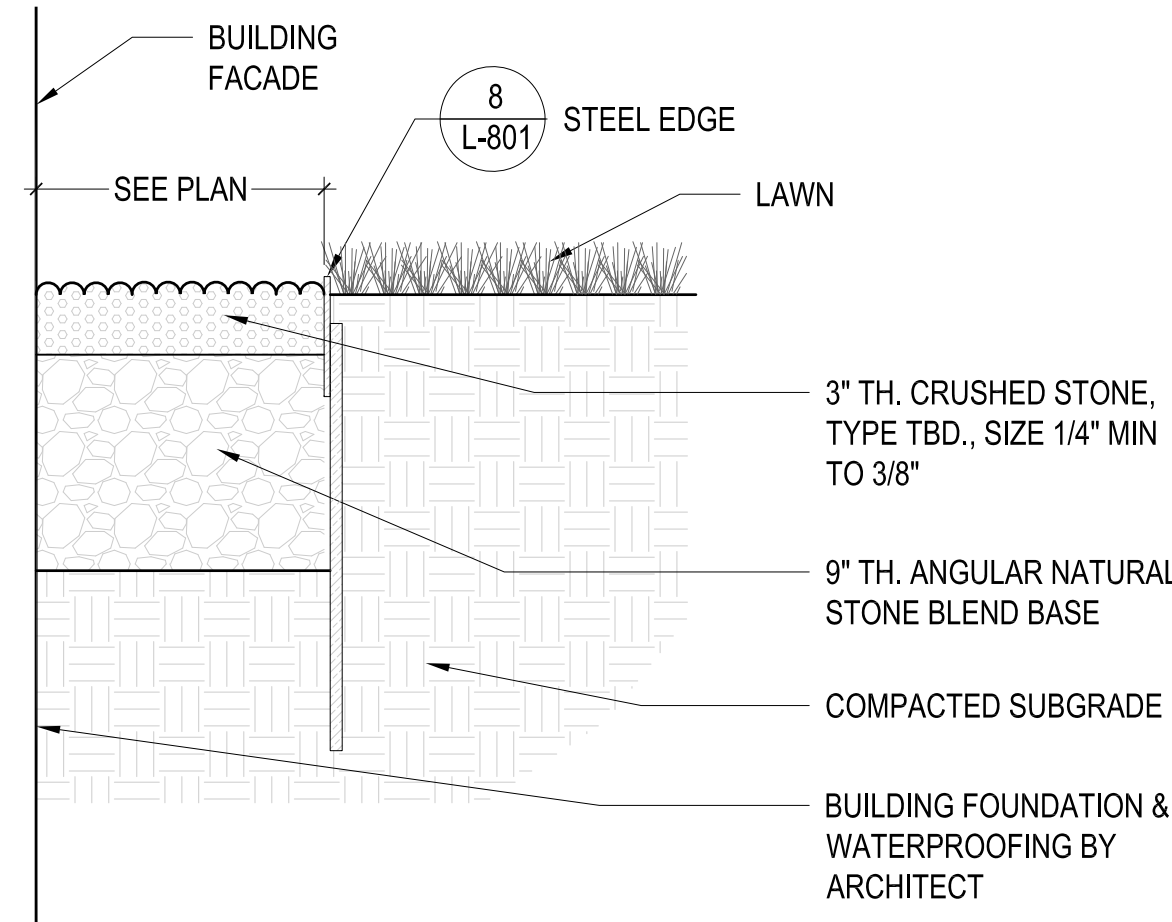 BUILDING
FACADE
8
L-801
STEEL EDGE
SEE PLAN
LAWN
3" TH. CRUSHED STONE,
TYPE TBD., SIZE 1/4" MIN
TO 3/8"
9" TH. ANGULAR NATURAL
STONE BLEND BASE
COMPACTED SUBGRADE
BUILDING FOUNDATION &
WATERPROOFING BY
ARCHITECT